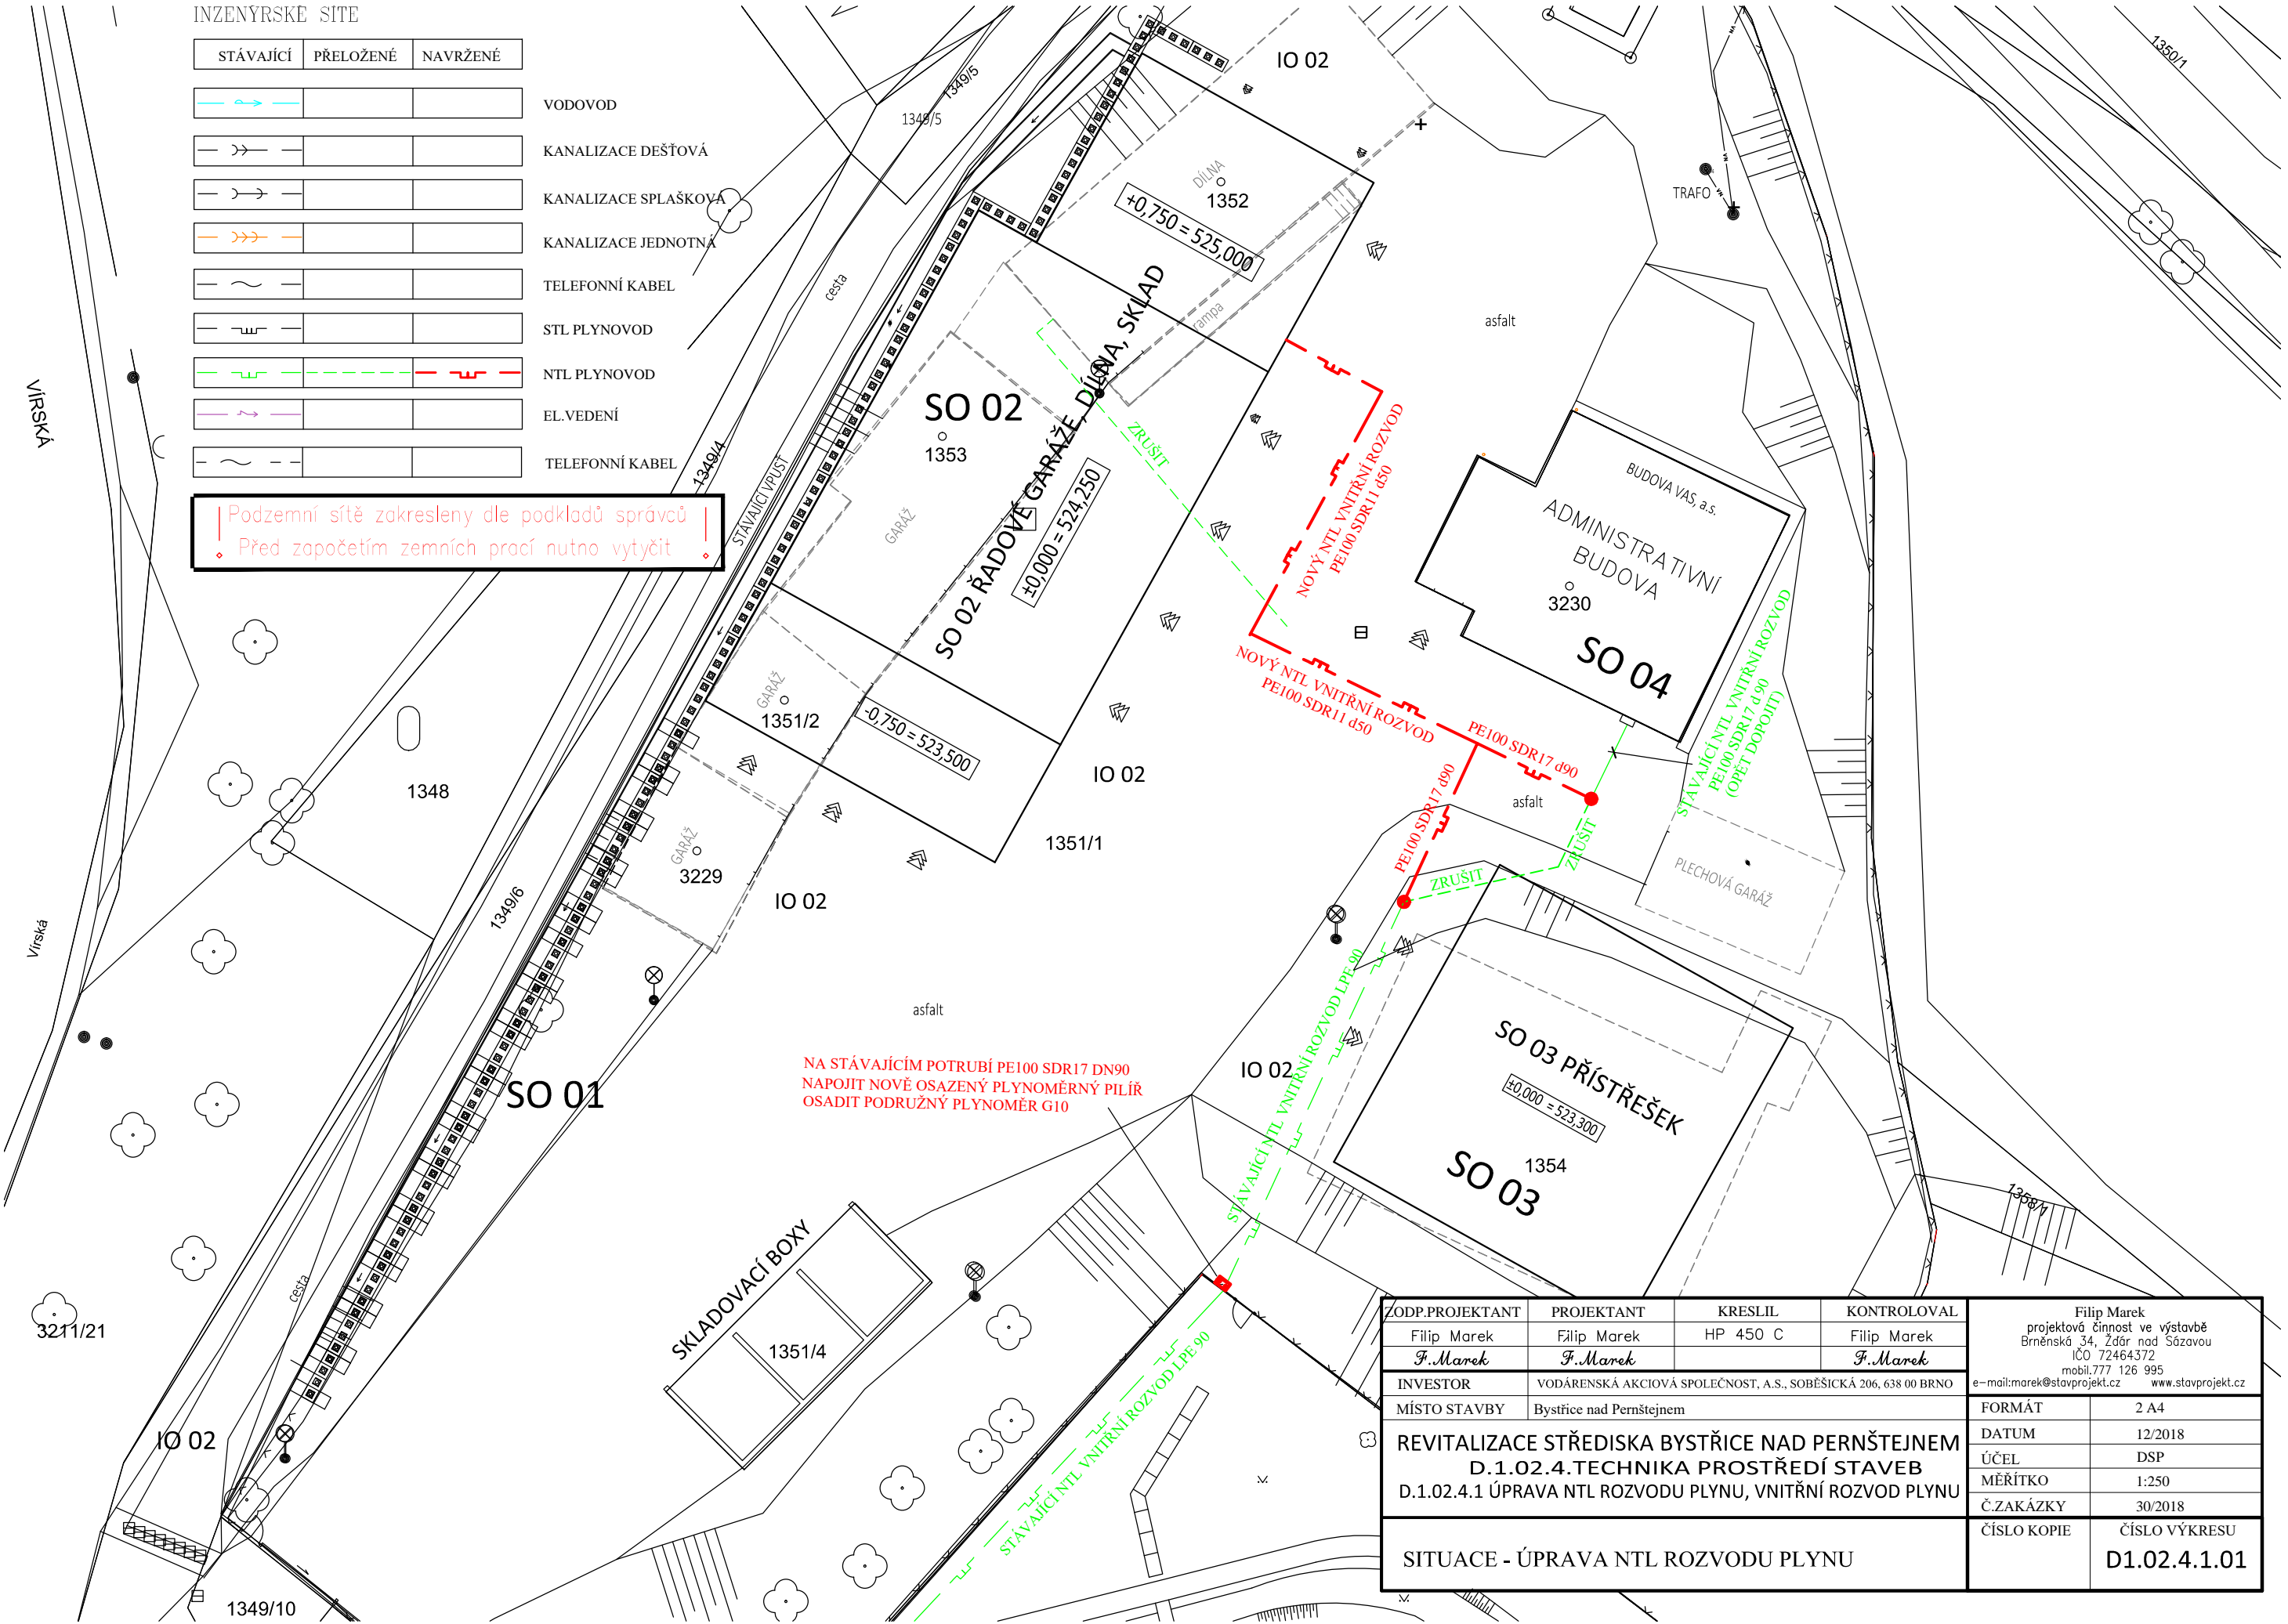 INZENÝRSKÉ SÍTE
STÁVAJÍCÍ PŘELOŽENÉ NAVRŽENÉ
VODOVOD
KANALIZACE DEŠŤOVÁ
KANALIZACE SPLAŠKOVÁ
KANALIZACE JEDNOTNÁ
TELEFONNÍ KABEL
STL PLYNOVOD
NTL PLYNOVOD
EL.VEDENÍ
TELEFONNÍ KABEL
Podzemní sítě zakresleny dle podkladů správců
Před započetím zemních prací nutno vytyčit
VÍRSKÁ
Vírská
1349/5
1349/5
1349/4
1349/6
cesta
cesta
STÁVAJÍCÍ VPUSŤ
IO 02
1350/1
TRAFO
VN
VN
DÍLNA
1352
+0,750 = 525,000
rampa
asfalt
SO 02
1353
SO 02 ŘADOVÉ GARÁŽE, DÍLNA, SKLAD
±0,000 = 524,250
GARÁŽ
ZRUŠIT
NOVÝ NTL VNITŘNÍ ROZVOD
PE100 SDR11 d50
BUDOVA VAS, a.s.
ADMINISTRATIVNÍ
BUDOVA
3230
SO 04
STÁVAJÍCÍ NTL VNITŘNÍ ROZVOD
PE100 SDR17 d 90
(OPĚT DOPOJIT)
GARÁŽ
1351/2
-0,750 = 523,500
NOVÝ NTL VNITŘNÍ ROZVOD
PE100 SDR11 d50
PE100 SDR17 d90
PE100 SDR17 d90
IO 02
1348
asfalt
1351/1
GARÁŽ
3229
ZRUŠIT
ZRUŠIT
PLECHOVÁ GARÁŽ
IO 02
asfalt
STÁVAJÍCÍ NTL VNITŘNÍ ROZVOD LPE 90
SO 03 PŘÍSTŘEŠEK
±0,000 = 523,300
1354
SO 03
IO 02
NA STÁVAJÍCÍM POTRUBÍ PE100 SDR17 DN90
NAPOJIT NOVĚ OSAZENÝ PLYNOMĚRNÝ PILÍŘ
OSADIT PODRUŽNÝ PLYNOMĚR G10
SO 01
1358/1
SKLADOVACÍ BOXY
1351/4
3211/21
STÁVAJÍCÍ NTL VNITŘNÍ ROZVOD LPE 90
IO 02
1349/10
ZODP.PROJEKTANT PROJEKTANT KRESLIL KONTROLOVAL
Filip Marek Filip Marek HP 450 C Filip Marek
F.Marek F.Marek F.Marek
INVESTOR VODÁRENSKÁ AKCIOVÁ SPOLEČNOST, A.S., SOBĚŠICKÁ 206, 638 00 BRNO
MÍSTO STAVBY Bystřice nad Pernštejnem
REVITALIZACE STŘEDISKA BYSTŘICE NAD PERNŠTEJNEM
D.1.02.4.TECHNIKA PROSTŘEDÍ STAVEB
D.1.02.4.1 ÚPRAVA NTL ROZVODU PLYNU, VNITŘNÍ ROZVOD PLYNU
SITUACE - ÚPRAVA NTL ROZVODU PLYNU
Filip Marek
projektová činnost ve výstavbě
Brněnská 34, Žďár nad Sázavou
IČO 72464372
mobil.777 126 995
e-mail:marek@stavprojekt.cz www.stavprojekt.cz
FORMÁT 2 A4
DATUM 12/2018
ÚČEL DSP
MĚŘÍTKO 1:250
Č.ZAKÁZKY 30/2018
ČÍSLO KOPIE ČÍSLO VÝKRESU
D1.02.4.1.01